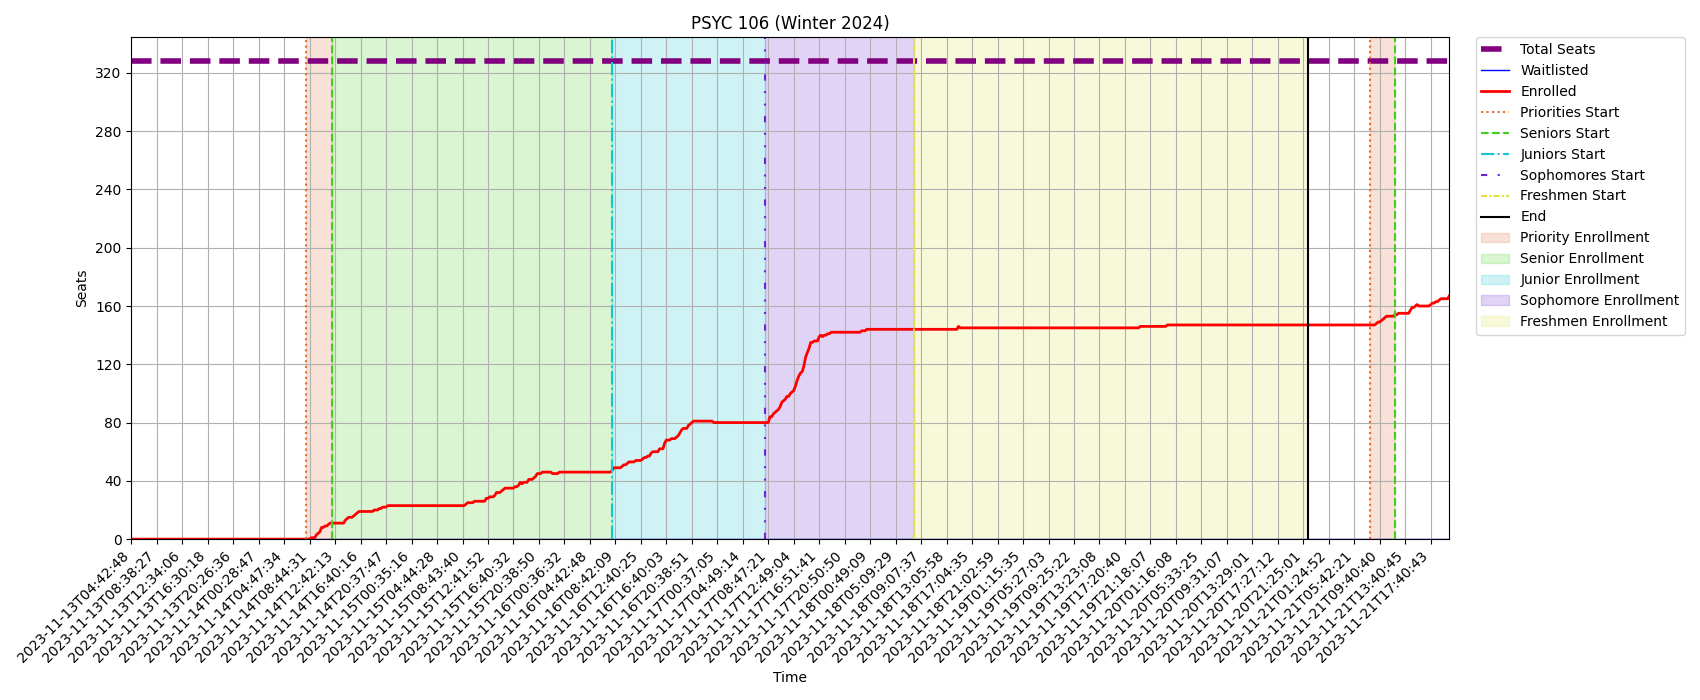 PSYC 106 (Winter 2024)
Total Seats
Waitlisted
Enrolled
Priorities Start
Seniors Start
Juniors Start
Sophomores Start
Freshmen Start
End
Priority Enrollment
Senior Enrollment
Junior Enrollment
Sophomore Enrollment
Freshmen Enrollment
Seats
320
280
240
200
160
120
80
40
0
2023-11-13T04:42:48
2023-11-13T08:38:27
2023-11-13T12:34:06
2023-11-13T16:30:18
2023-11-13T20:26:36
2023-11-14T00:28:47
2023-11-14T04:47:34
2023-11-14T08:44:31
2023-11-14T12:42:13
2023-11-14T16:40:16
2023-11-14T20:37:47
2023-11-15T00:35:16
2023-11-15T04:44:28
2023-11-15T08:43:40
2023-11-15T12:41:52
2023-11-15T16:40:32
2023-11-15T20:38:50
2023-11-16T00:36:32
2023-11-16T04:42:48
2023-11-16T08:42:09
2023-11-16T12:40:25
2023-11-16T16:40:03
2023-11-16T20:38:51
2023-11-17T00:37:05
2023-11-17T04:49:14
2023-11-17T08:47:21
2023-11-17T12:49:04
2023-11-17T16:51:41
2023-11-17T20:50:50
2023-11-18T00:49:09
2023-11-18T05:09:29
2023-11-18T09:07:37
2023-11-18T13:05:58
2023-11-18T17:04:35
2023-11-18T21:02:59
2023-11-19T01:15:35
2023-11-19T05:27:03
2023-11-19T09:25:22
2023-11-19T13:23:08
2023-11-19T17:20:40
2023-11-19T21:18:07
2023-11-20T01:16:08
2023-11-20T05:33:25
2023-11-20T09:31:07
2023-11-20T13:29:01
2023-11-20T17:27:12
2023-11-20T21:25:01
2023-11-21T01:24:52
2023-11-21T05:42:21
2023-11-21T09:40:40
2023-11-21T13:40:45
2023-11-21T17:40:43
Time